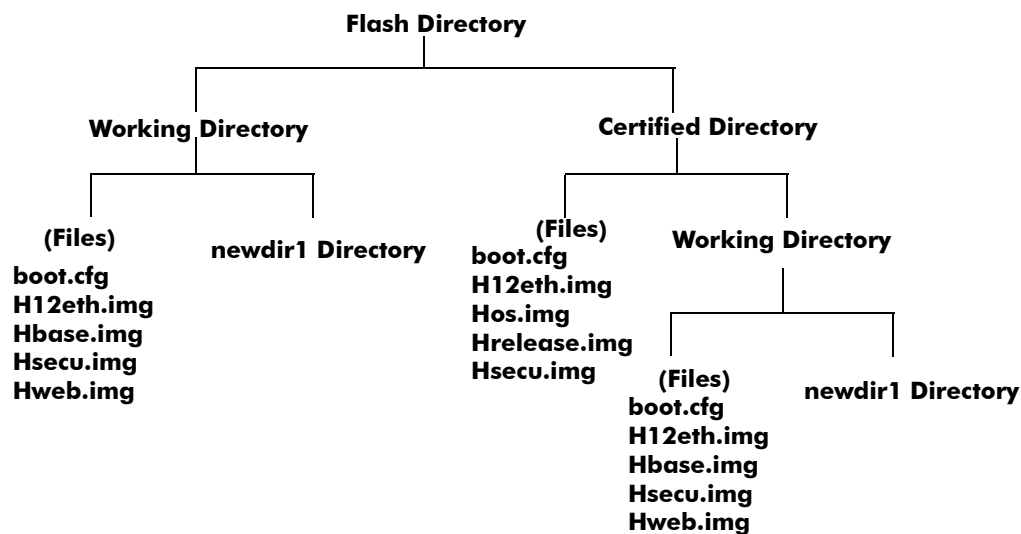 Flash Directory
Working Directory
Certified Directory
(Files)
boot.cfg
H12eth.img
Hbase.img
Hsecu.img
Hweb.img
newdir1 Directory
(Files)
boot.cfg
H12eth.img
Hos.img
Hrelease.img
Hsecu.img
Working Directory
(Files)
boot.cfg
H12eth.img
Hbase.img
Hsecu.img
Hweb.img
newdir1 Directory